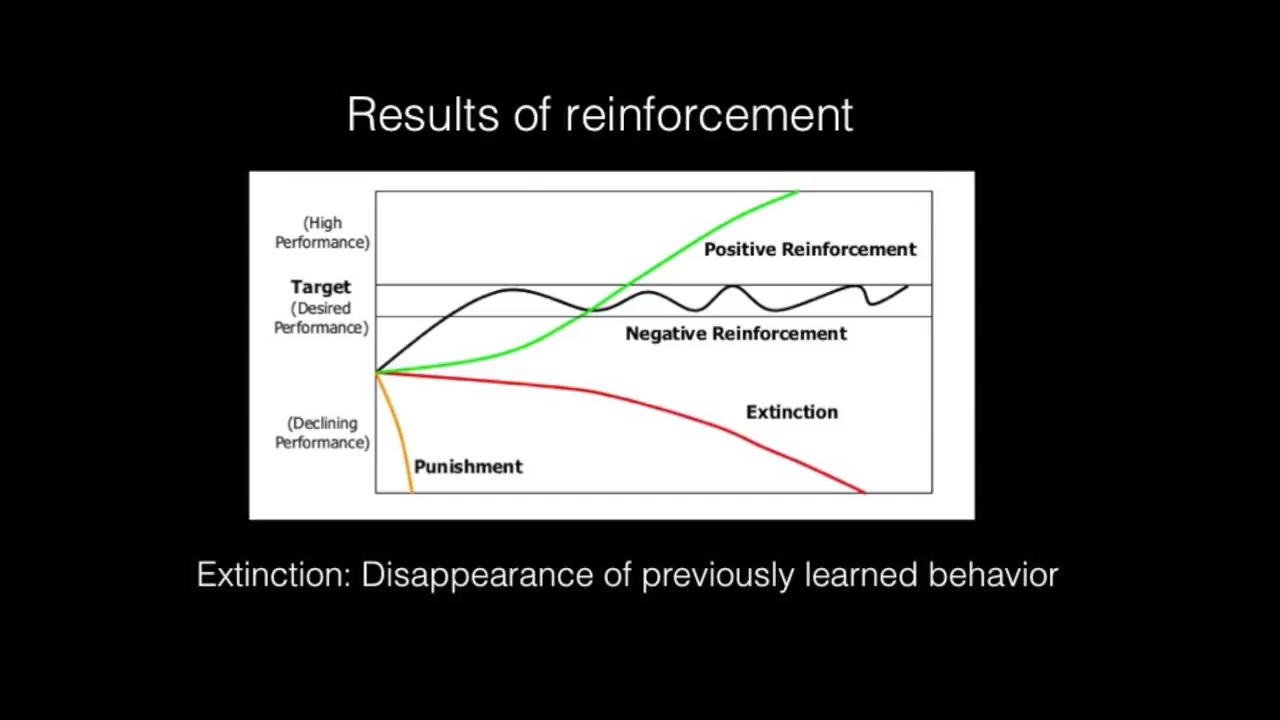 Results of reinforcement
(High
Performance)
Positive Reinforcement
Target
(Desired
Performance)
Negative Reinforcement
Extinction
(Declining
Performance)
Punishment
Extinction: Disappearance of previously learned behavior